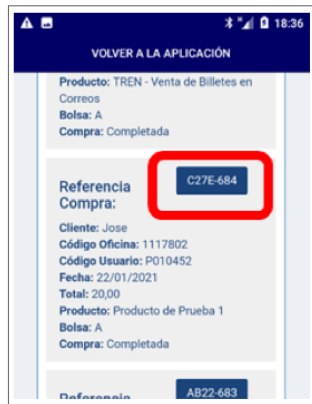 18:36
VOLVER A LA APLICACIÓN
Producto: TREN - Venta de Billetes en
Correos
Bolsa: A
Compra: Completada
Referencia
Compra:
C27E-684
Cliente: Jose
Código Oficina: 1117802
Código Usuario: P010452
Fecha: 22/01/2021
Total: 20,00
Producto: Producto de Prueba 1
Bolsa: A
Compra: Completada
Referencia
AB22-683